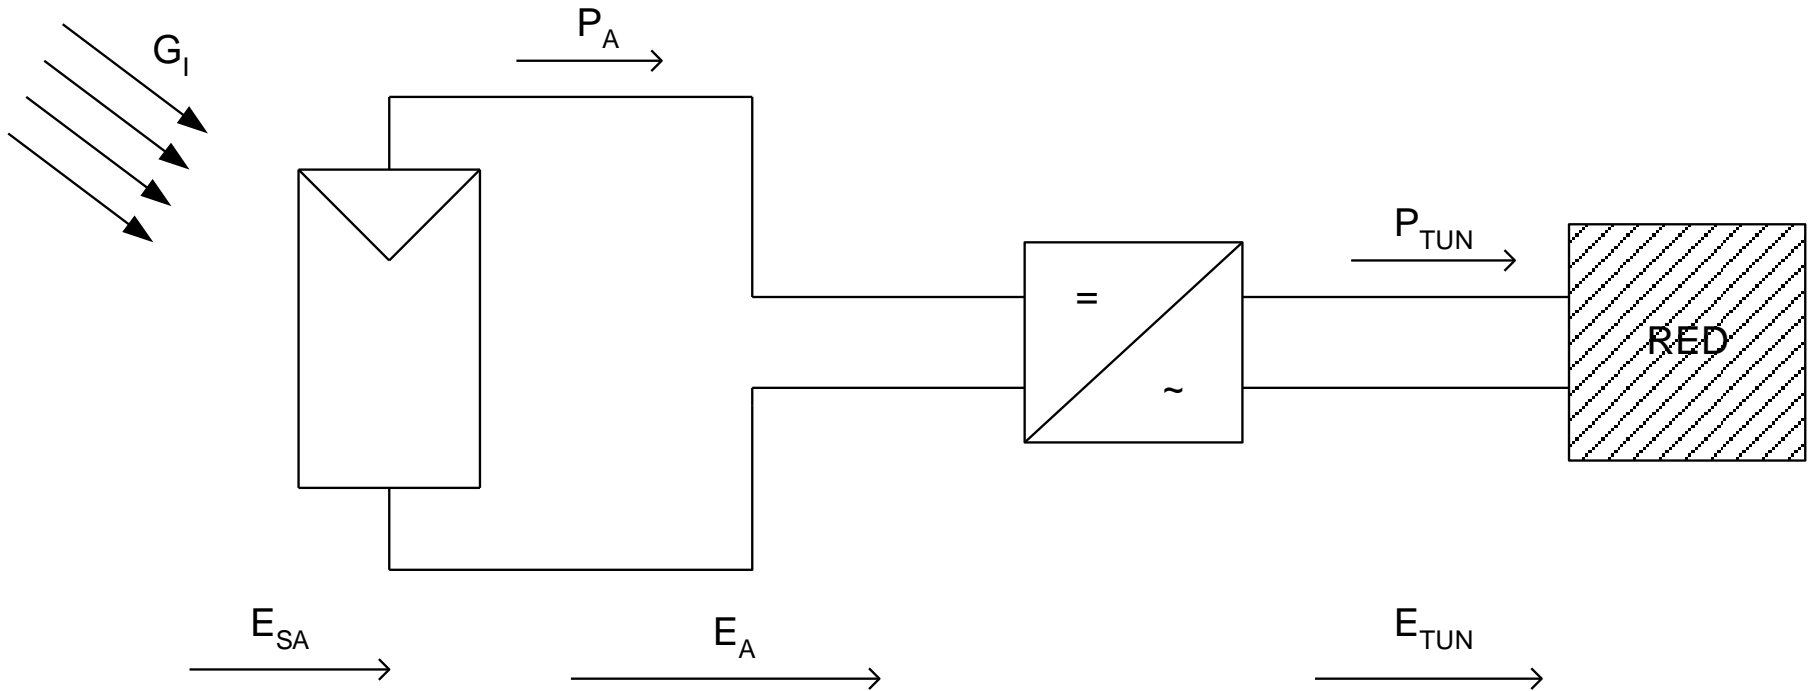 G_I
P_A
P_TUN
=
~
RED
E_SA
E_A
E_TUN